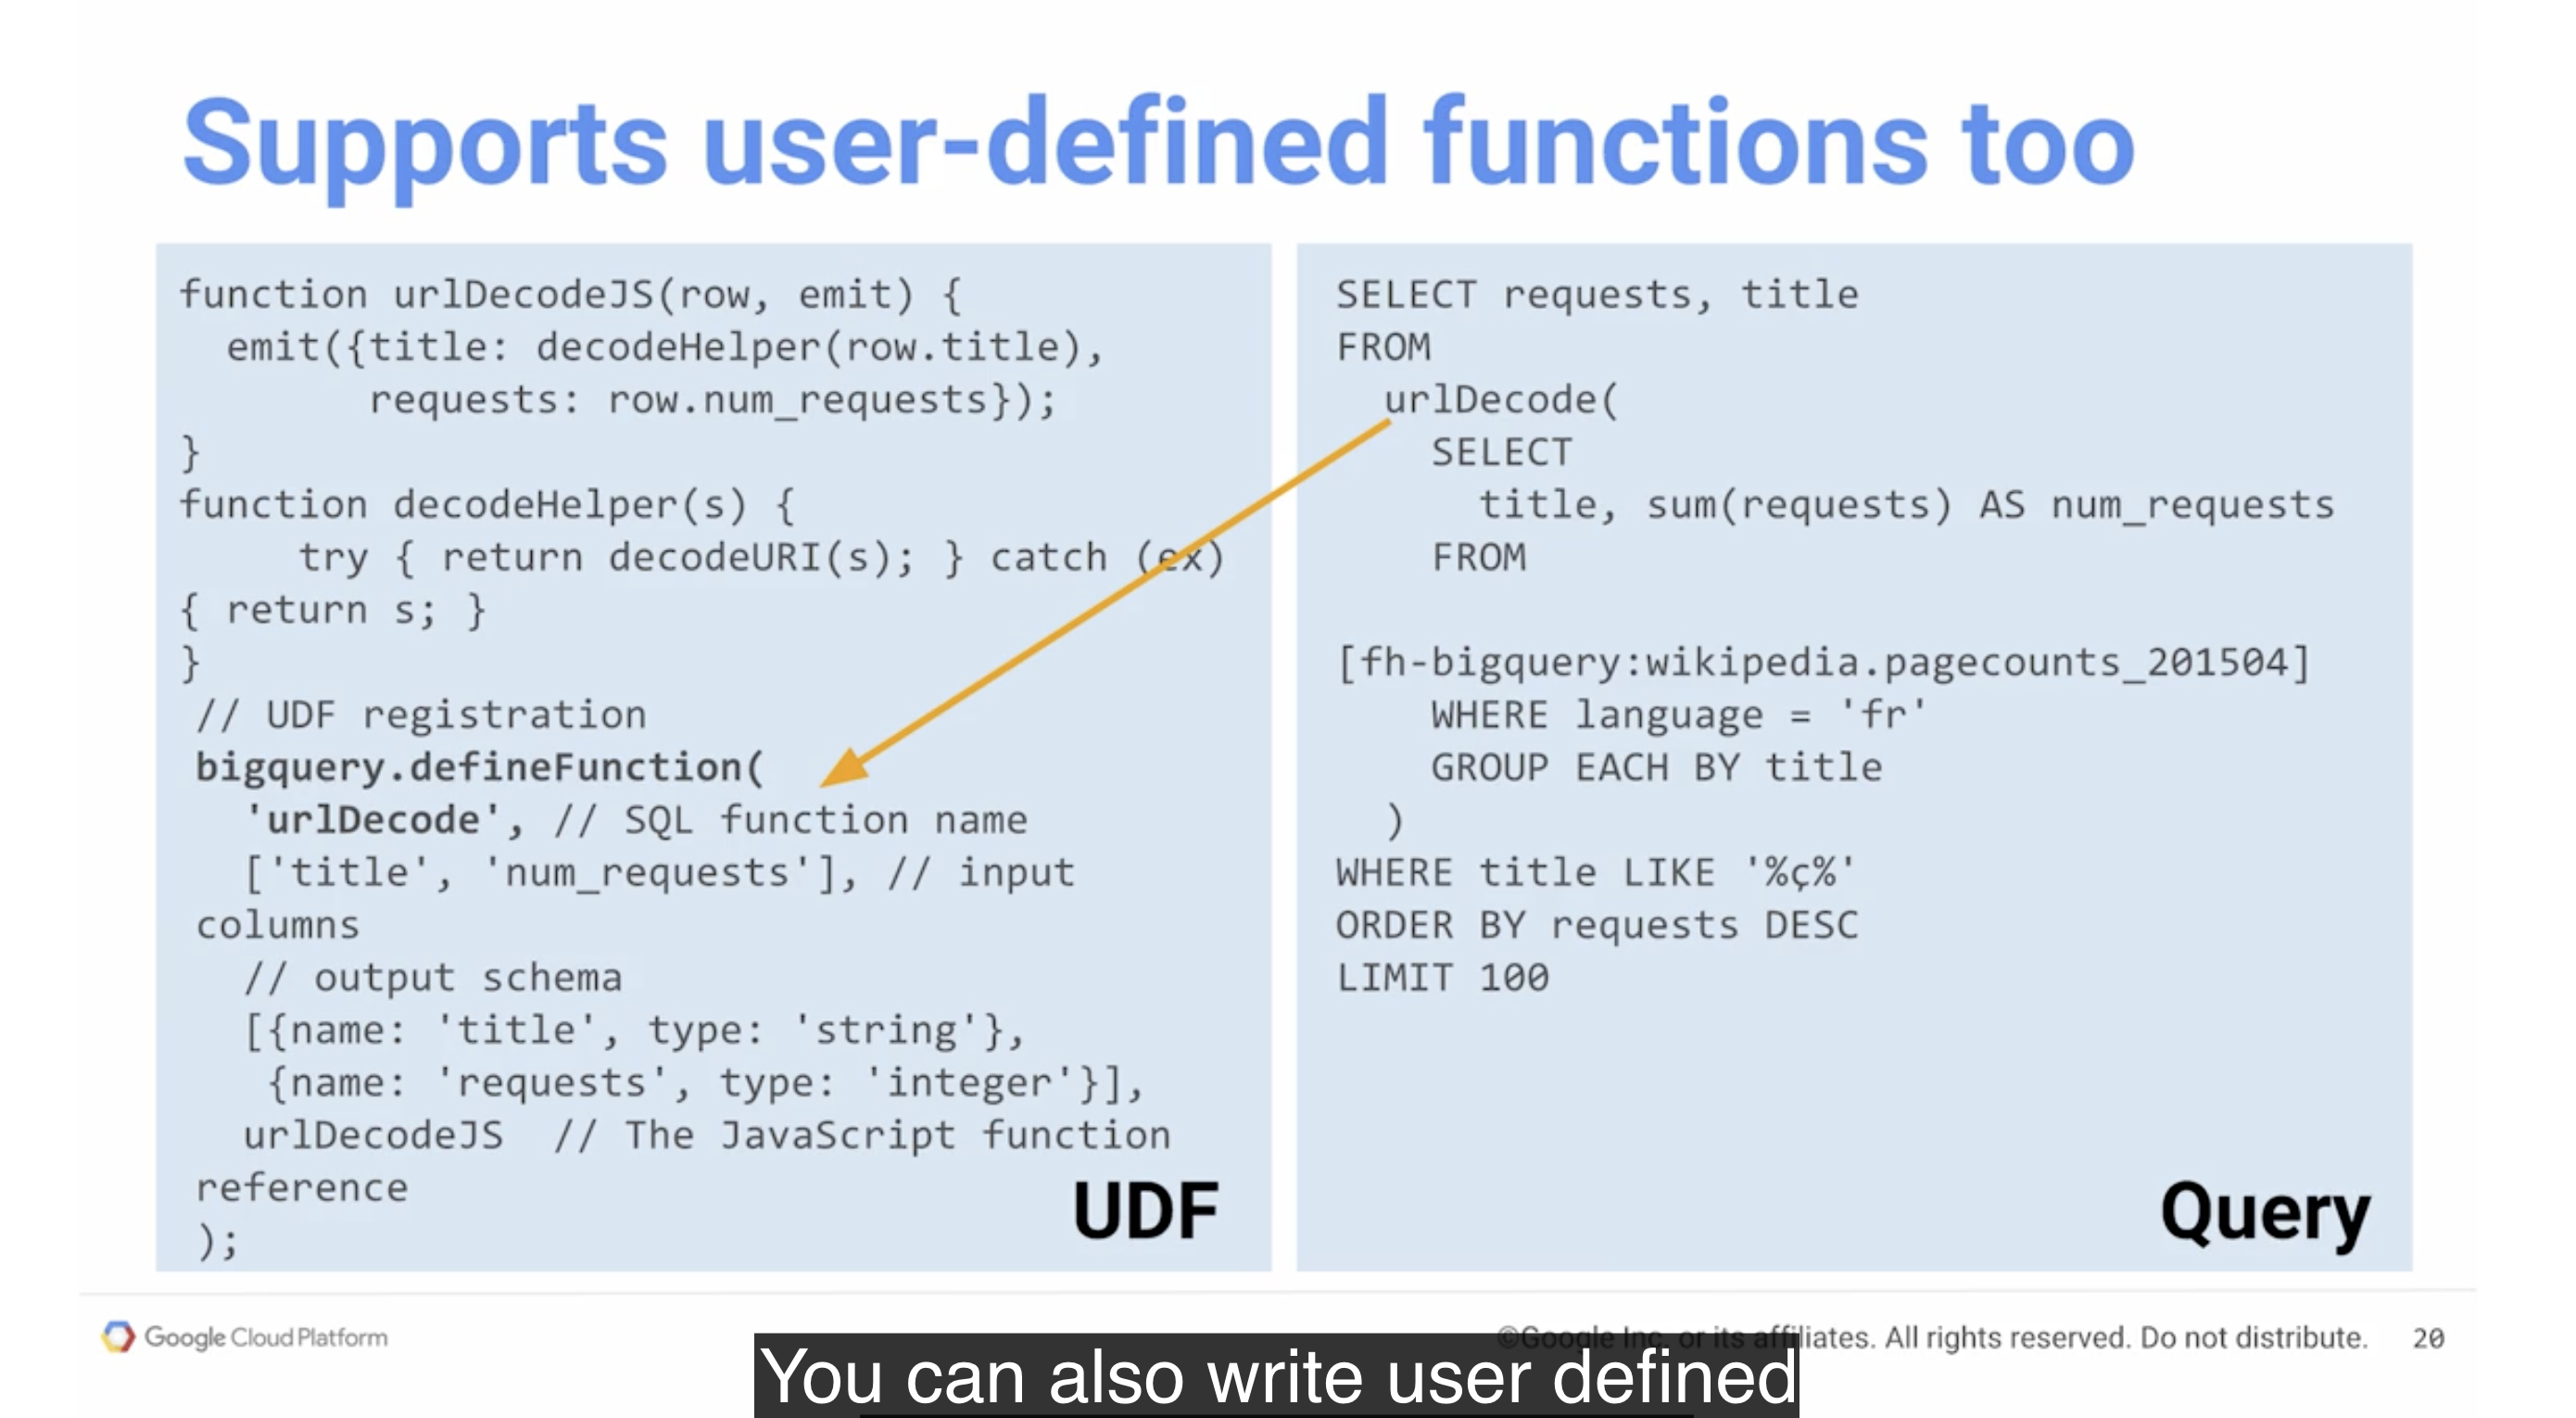 Supports user-defined functions too
function urlDecodeJS(row, emit) {
  emit({title: decodeHelper(row.title),
        requests: row.num_requests});
}
function decodeHelper(s) {
     try { return decodeURI(s); } catch (ex)
{ return s; }
}
// UDF registration
bigquery.defineFunction(
  'urlDecode', // SQL function name
  ['title', 'num_requests'], // input
columns
  // output schema
  [{name: 'title', type: 'string'},
   {name: 'requests', type: 'integer'}],
  urlDecodeJS  // The JavaScript function
reference
);
UDF
SELECT requests, title
FROM
  urlDecode(
    SELECT
      title, sum(requests) AS num_requests
    FROM
[fh-bigquery:wikipedia.pagecounts_201504]
    WHERE language = 'fr'
    GROUP EACH BY title
  )
WHERE title LIKE '%ç%'
ORDER BY requests DESC
LIMIT 100
Query
Google Cloud Platform
©Google Inc. or its affiliates. All rights reserved. Do not distribute.
20
You can also write user defined